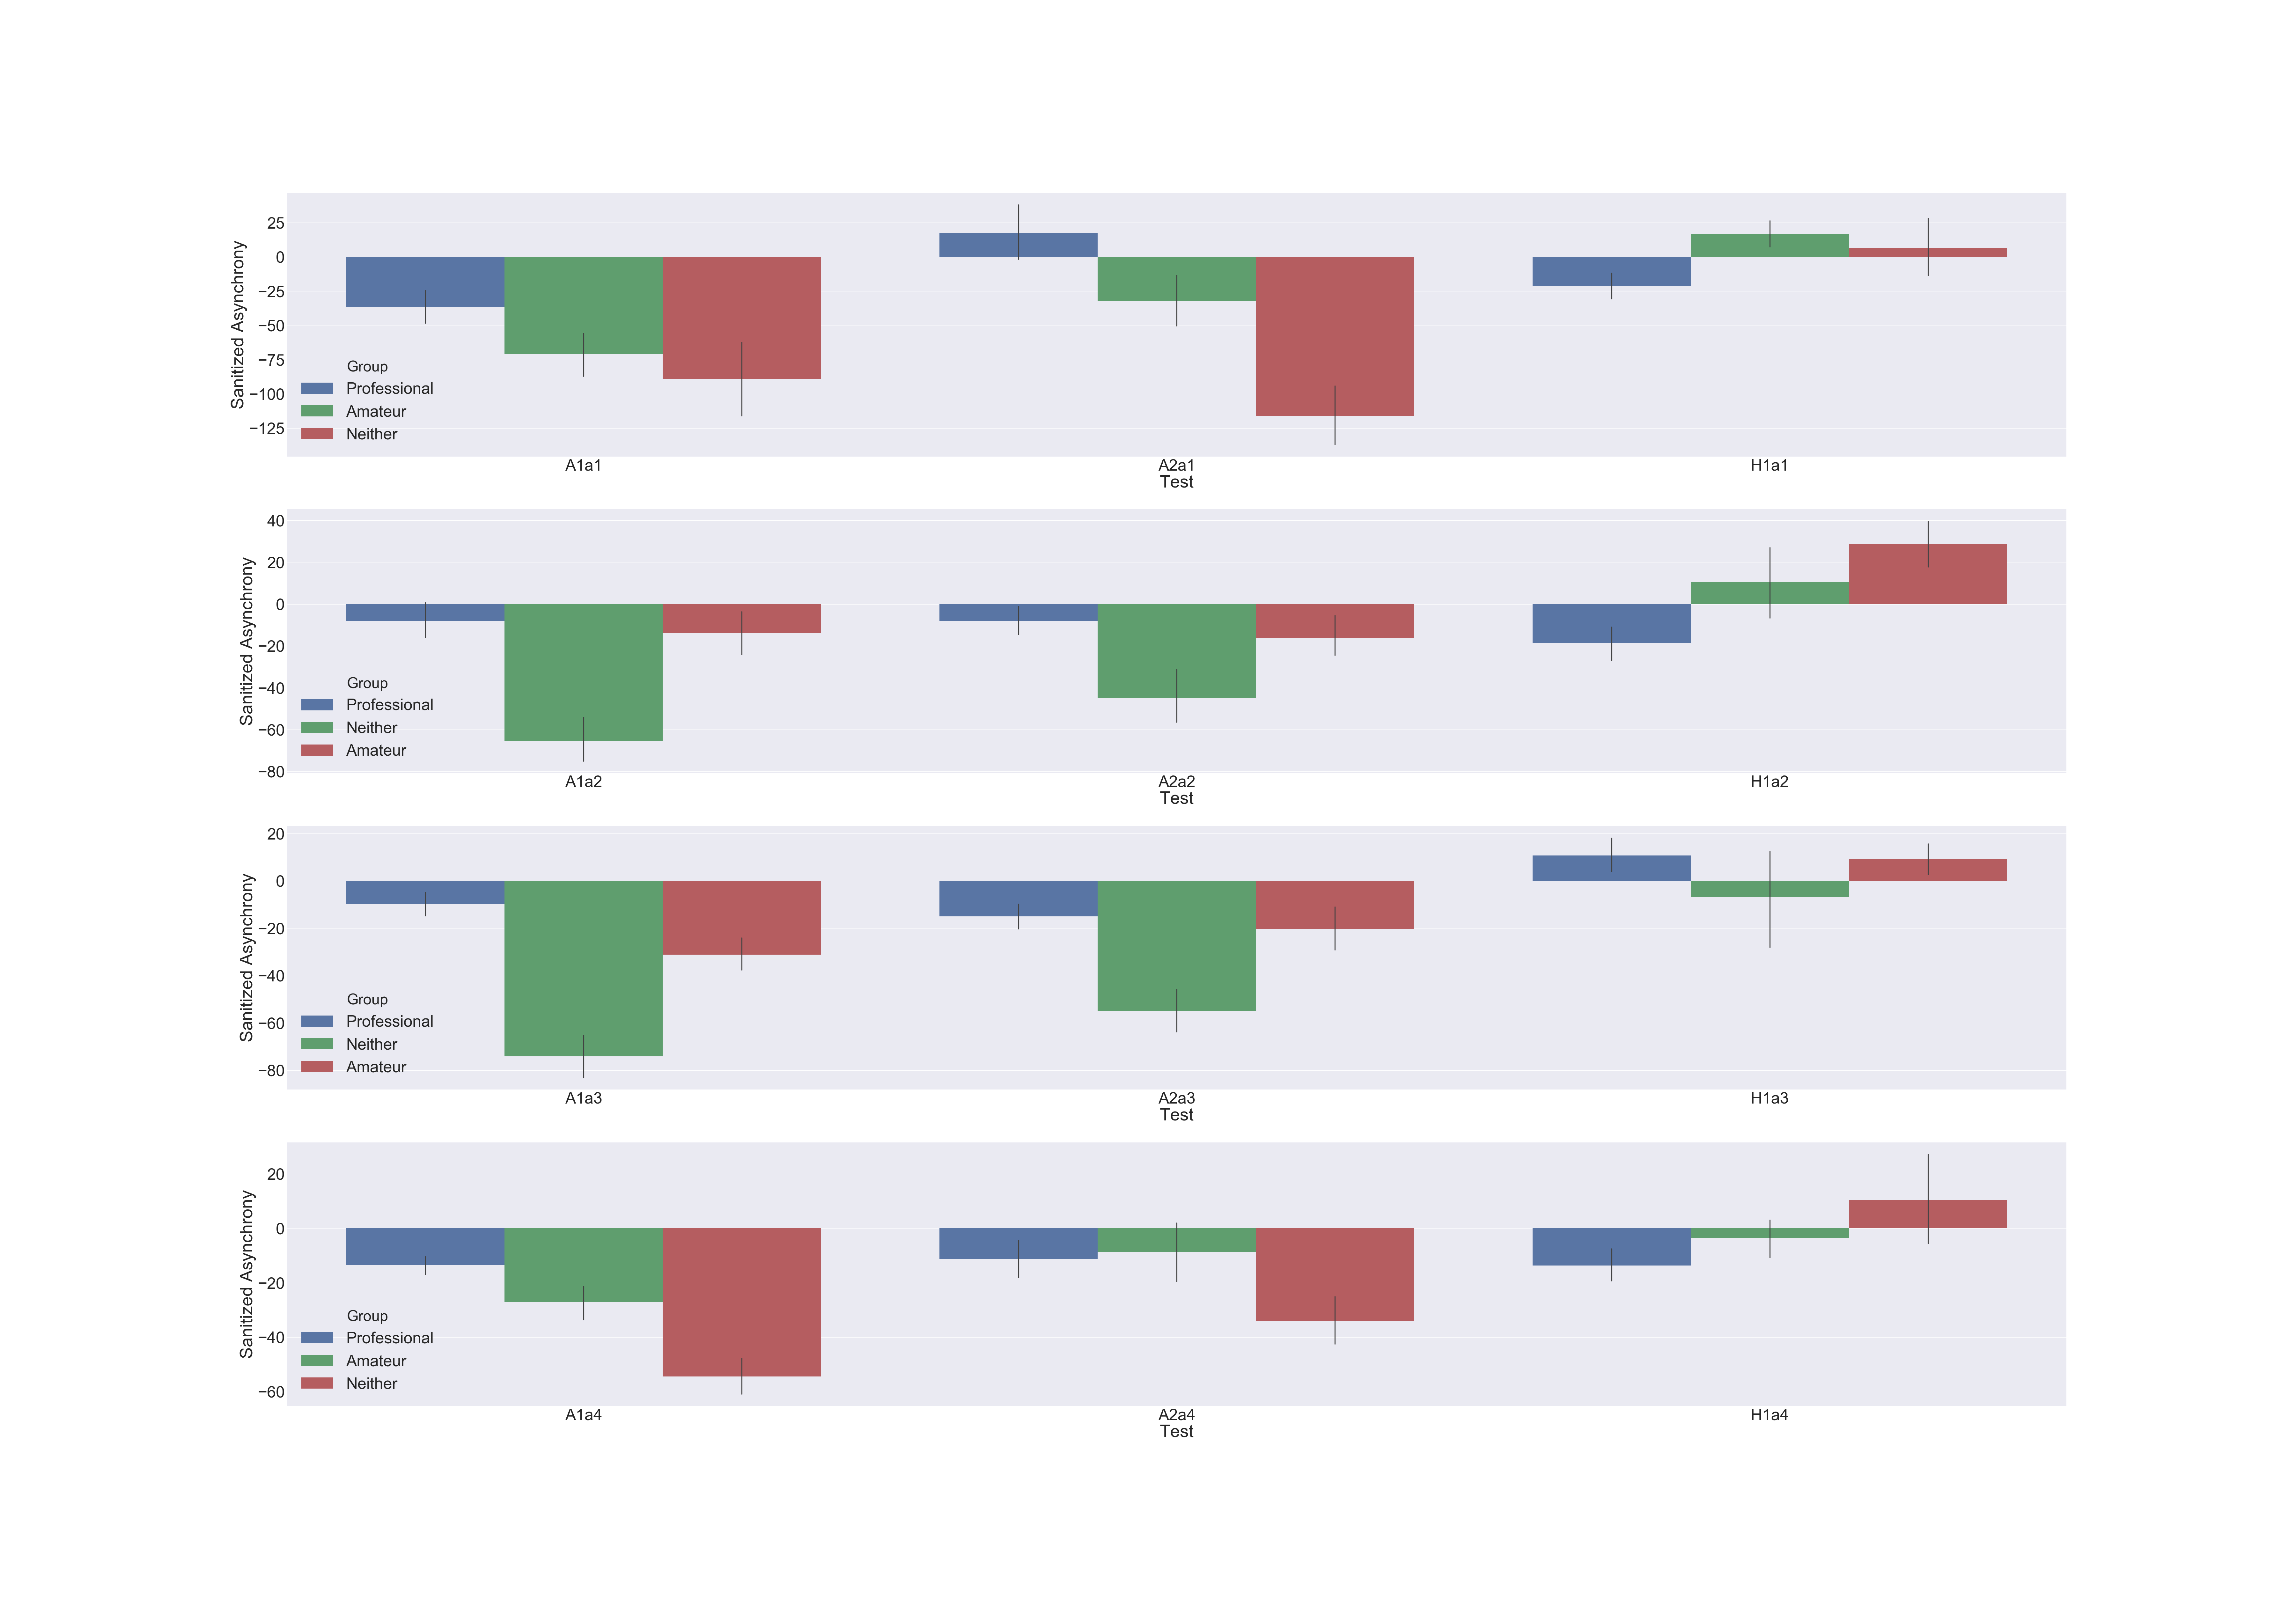 Sanitized Asynchrony
25
0
−25
−50
−75
−100
−125
Group
Professional
Amateur
Neither
A1a1 A2a1 H1a1
Test
Sanitized Asynchrony
40
20
0
−20
−40
−60
−80
Group
Professional
Neither
Amateur
A1a2 A2a2 H1a2
Test
Sanitized Asynchrony
20
0
−20
−40
−60
−80
Group
Professional
Neither
Amateur
A1a3 A2a3 H1a3
Test
Sanitized Asynchrony
20
0
−20
−40
−60
Group
Professional
Amateur
Neither
A1a4 A2a4 H1a4
Test